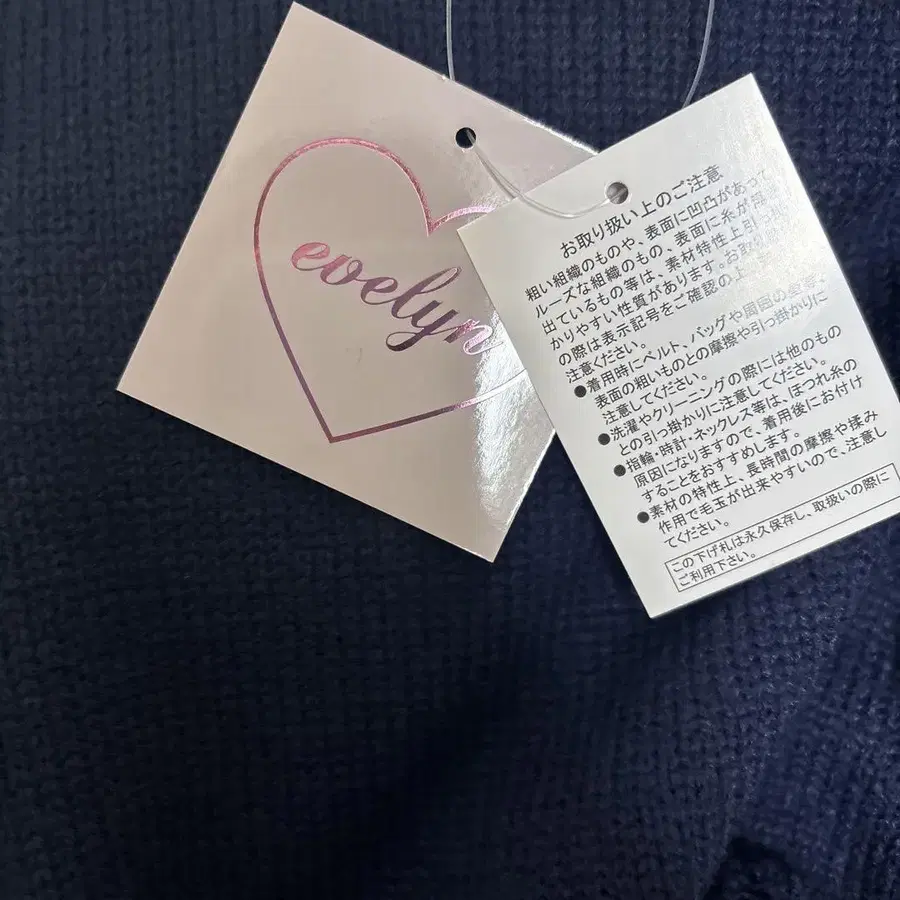 evelyn
お取り扱い上のご注意
粗い組織のものや、表面に凹凸があって
ルーズな組織のもの、表面に糸が浮き
出ているもの等は、素材特性上引っ掛
かりやすい性質があります。お取り扱い
の際は表示記号をご確認の上
注意ください。
●着用時にベルト、バッグや周囲の壁等、
表面の粗いものとの摩擦や引っ掛かりに
注意してください。
●洗濯やクリーニングの際には他のもの
との引っ掛かりに注意してください。
●指輪・時計・ネックレス等は、ほつれ糸の
原因になりますので、着用後にお付け
することをおすすめします。
●素材の特性上、長時間の摩擦や揉み
作用で毛玉が出来やすいので、注意し
てください。
この下げ札は永久保存し、取扱いの際に
ご利用下さい。